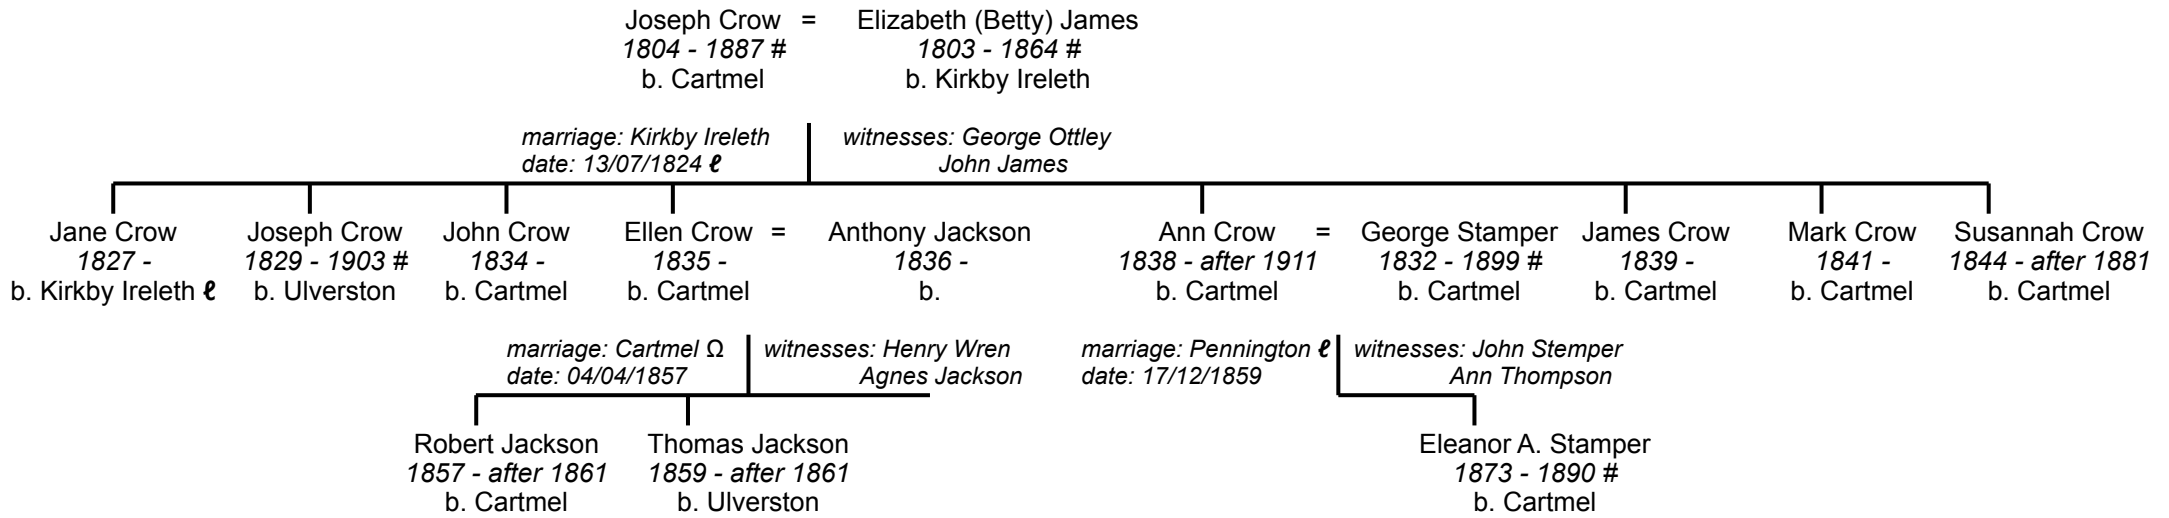 Joseph Crow = Elizabeth (Betty) James
1804 - 1887 # 1803 - 1864 #
b. Cartmel b. Kirkby Ireleth
marriage: Kirkby Ireleth witnesses: George Ottley
date: 13/07/1824 ℓ John James
Jane Crow Joseph Crow John Crow Ellen Crow = Anthony Jackson Ann Crow = George Stamper James Crow Mark Crow Susannah Crow
1827 - 1829 - 1903 # 1834 - 1835 - 1836 - 1838 - after 1911 1832 - 1899 # 1839 - 1841 - 1844 - after 1881
b. Kirkby Ireleth ℓ b. Ulverston b. Cartmel b. Cartmel b. b. Cartmel b. Cartmel b. Cartmel b. Cartmel b. Cartmel
marriage: Cartmel Ω witnesses: Henry Wren marriage: Pennington ℓ witnesses: John Stemper
date: 04/04/1857 Agnes Jackson date: 17/12/1859 Ann Thompson
Robert Jackson Thomas Jackson Eleanor A. Stamper
1857 - after 1861 1859 - after 1861 1873 - 1890 #
b. Cartmel b. Ulverston b. Cartmel